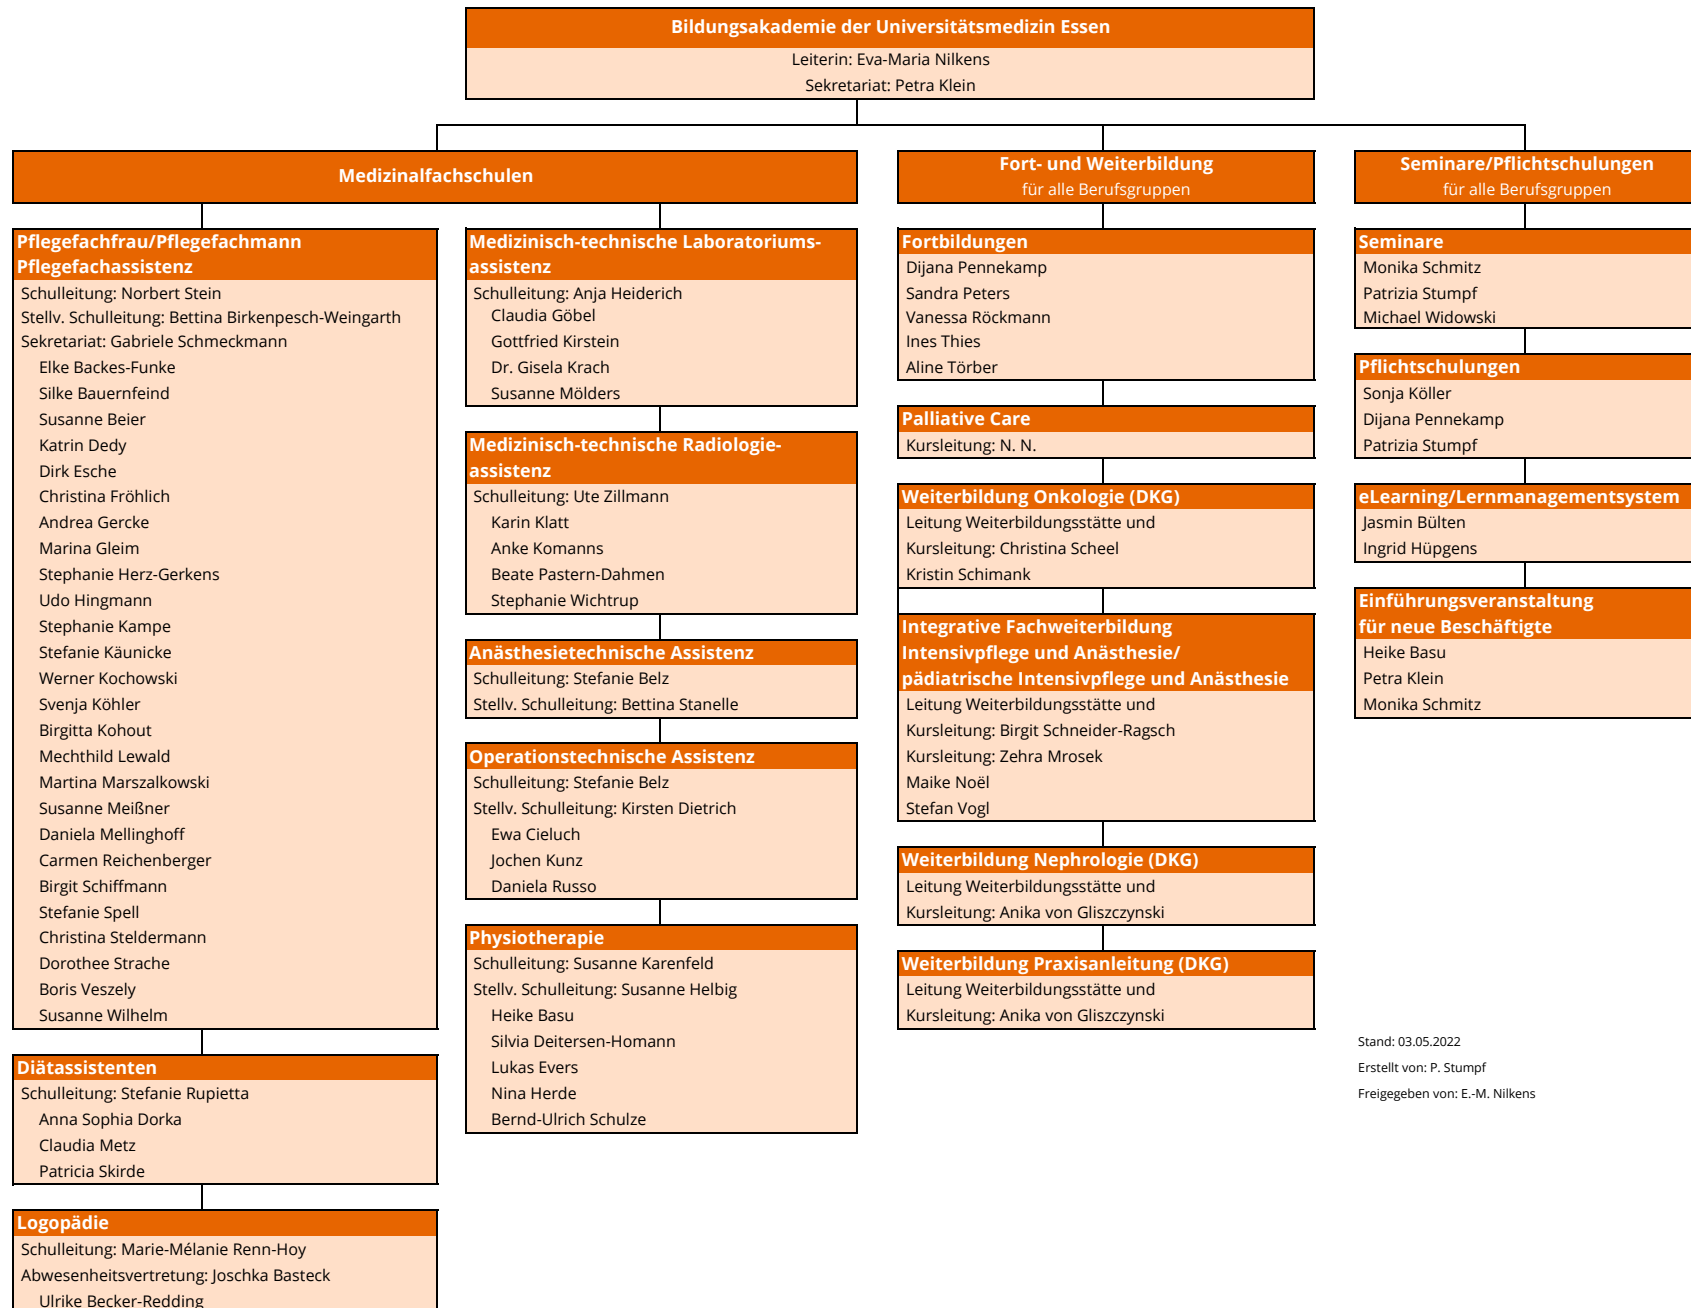 Bildungsakademie der Universitätsmedizin Essen
Leiterin: Eva-Maria Nilkens
Sekretariat: Petra Klein
Medizinalfachschulen
Pflegefachfrau/Pflegefachmann
Pflegefachassistenz
Schulleitung: Norbert Stein
Stellv. Schulleitung: Bettina Birkenpesch-Weingarth
Sekretariat: Gabriele Schmeckmann
Elke Backes-Funke
Silke Bauernfeind
Susanne Beier
Katrin Dedy
Dirk Esche
Christina Fröhlich
Andrea Gercke
Marina Gleim
Stephanie Herz-Gerkens
Udo Hingmann
Stephanie Kampe
Stefanie Käunicke
Werner Kochowski
Svenja Köhler
Birgitta Kohout
Mechthild Lewald
Martina Marszalkowski
Susanne Meißner
Daniela Mellinghoff
Carmen Reichenberger
Birgit Schiffmann
Stefanie Spell
Christina Steldermann
Dorothee Strache
Boris Veszely
Susanne Wilhelm
Diätassistenten
Schulleitung: Stefanie Rupietta
Anna Sophia Dorka
Claudia Metz
Patricia Skirde
Logopädie
Schulleitung: Marie-Mélanie Renn-Hoy
Abwesenheitsvertretung: Joschka Basteck
Ulrike Becker-Redding
Medizinisch-technische Laboratoriums-
assistenz
Schulleitung: Anja Heiderich
Claudia Göbel
Gottfried Kirstein
Dr. Gisela Krach
Susanne Mölders
Medizinisch-technische Radiologie-
assistenz
Schulleitung: Ute Zillmann
Karin Klatt
Anke Komanns
Beate Pastern-Dahmen
Stephanie Wichtrup
Anästhesietechnische Assistenz
Schulleitung: Stefanie Belz
Stellv. Schulleitung: Bettina Stanelle
Operationstechnische Assistenz
Schulleitung: Stefanie Belz
Stellv. Schulleitung: Kirsten Dietrich
Ewa Cieluch
Jochen Kunz
Daniela Russo
Physiotherapie
Schulleitung: Susanne Karenfeld
Stellv. Schulleitung: Susanne Helbig
Heike Basu
Silvia Deitersen-Homann
Lukas Evers
Nina Herde
Bernd-Ulrich Schulze
Fort- und Weiterbildung
für alle Berufsgruppen
Fortbildungen
Dijana Pennekamp
Sandra Peters
Vanessa Röckmann
Ines Thies
Aline Törber
Palliative Care
Kursleitung: N. N.
Weiterbildung Onkologie (DKG)
Leitung Weiterbildungsstätte und
Kursleitung: Christina Scheel
Kristin Schimank
Integrative Fachweiterbildung
Intensivpflege und Anästhesie/
pädiatrische Intensivpflege und Anästhesie
Leitung Weiterbildungsstätte und
Kursleitung: Birgit Schneider-Ragsch
Kursleitung: Zehra Mrosek
Maike Noël
Stefan Vogl
Weiterbildung Nephrologie (DKG)
Leitung Weiterbildungsstätte und
Kursleitung: Anika von Gliszczynski
Weiterbildung Praxisanleitung (DKG)
Leitung Weiterbildungsstätte und
Kursleitung: Anika von Gliszczynski
Seminare/Pflichtschulungen
für alle Berufsgruppen
Seminare
Monika Schmitz
Patrizia Stumpf
Michael Widowski
Pflichtschulungen
Sonja Köller
Dijana Pennekamp
Patrizia Stumpf
eLearning/Lernmanagementsystem
Jasmin Bülten
Ingrid Hüpgens
Einführungsveranstaltung
für neue Beschäftigte
Heike Basu
Petra Klein
Monika Schmitz
Stand: 03.05.2022
Erstellt von: P. Stumpf
Freigegeben von: E.-M. Nilkens